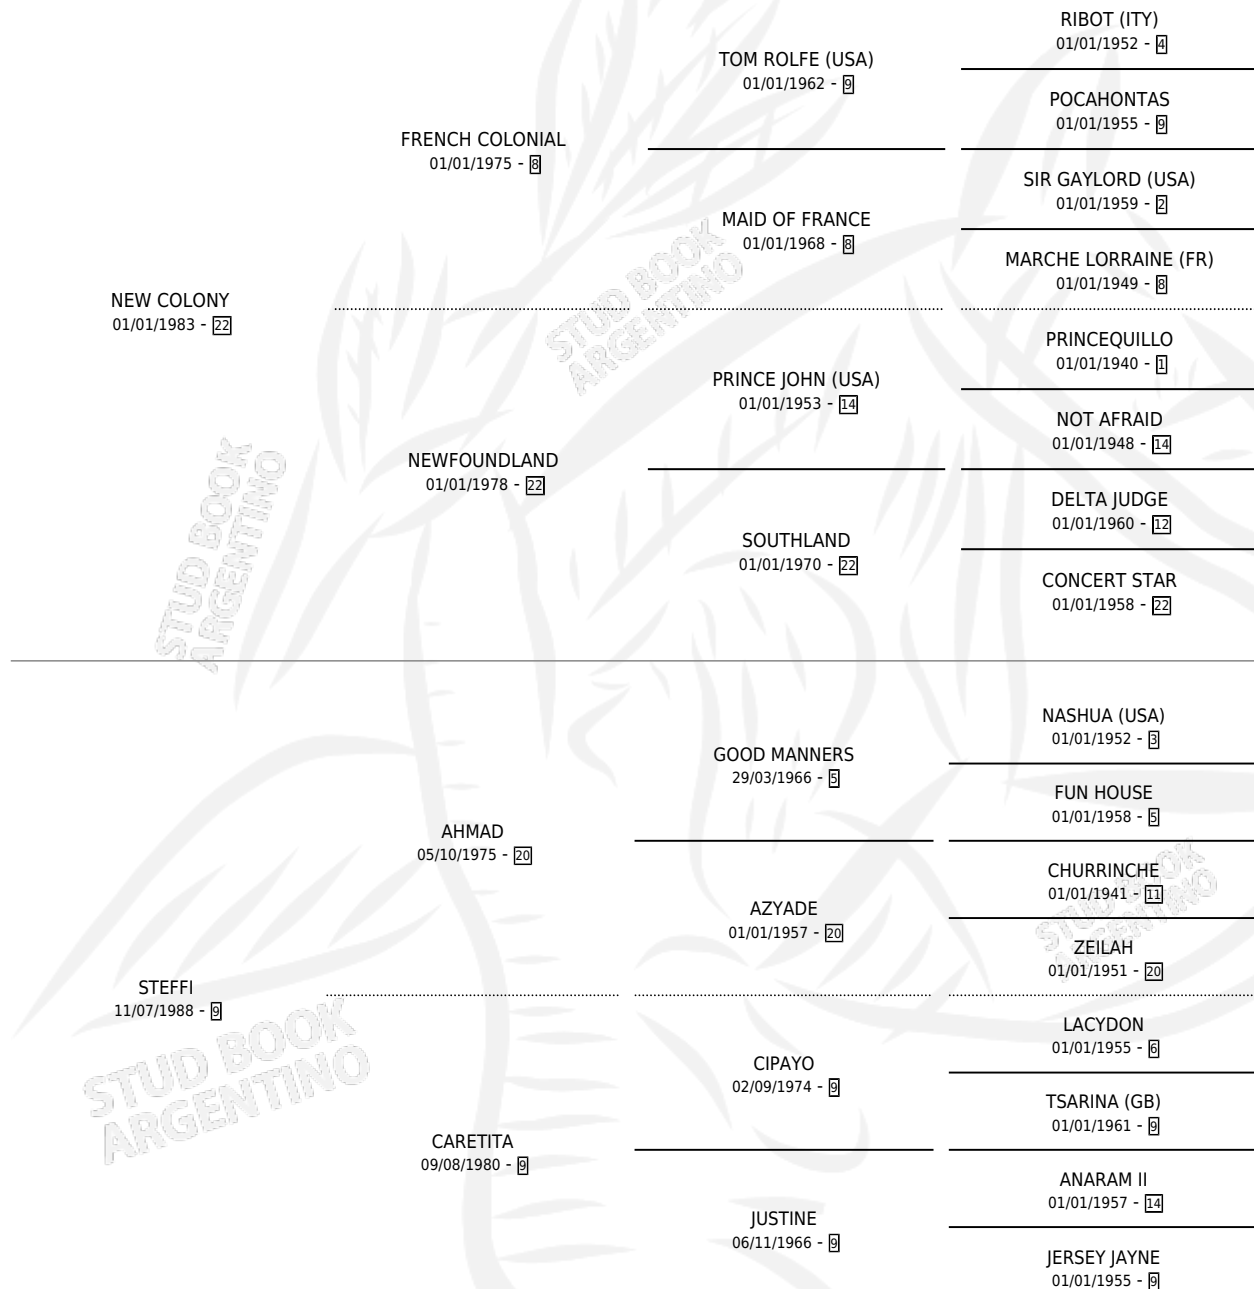 RIBOT (ITY)
01/01/1952 - 4
TOM ROLFE (USA)
01/01/1962 - 9
POCAHONTAS
01/01/1955 - 9
FRENCH COLONIAL
01/01/1975 - 8
SIR GAYLORD (USA)
01/01/1959 - 2
MAID OF FRANCE
01/01/1968 - 8
MARCHE LORRAINE (FR)
01/01/1949 - 8
NEW COLONY
01/01/1983 - 22
PRINCEQUILLO
01/01/1940 - 1
PRINCE JOHN (USA)
01/01/1953 - 14
NOT AFRAID
01/01/1948 - 14
NEWFOUNDLAND
01/01/1978 - 22
DELTA JUDGE
01/01/1960 - 12
SOUTHLAND
01/01/1970 - 22
CONCERT STAR
01/01/1958 - 22
NASHUA (USA)
01/01/1952 - 3
GOOD MANNERS
29/03/1966 - 5
FUN HOUSE
01/01/1958 - 5
AHMAD
05/10/1975 - 20
CHURRINCHE
01/01/1941 - 11
AZYADE
01/01/1957 - 20
ZEILAH
01/01/1951 - 20
STEFFI
11/07/1988 - 9
LACYDON
01/01/1955 - 6
CIPAYO
02/09/1974 - 9
TSARINA (GB)
01/01/1961 - 9
CARETITA
09/08/1980 - 9
ANARAM II
01/01/1957 - 14
JUSTINE
06/11/1966 - 9
JERSEY JAYNE
01/01/1955 - 9
STUD BOOK
ARGENTINO
STUD BOOK
ARGENTINO
STUD BOOK
ARGENTINO
STUD BOOK
ARGENTINO